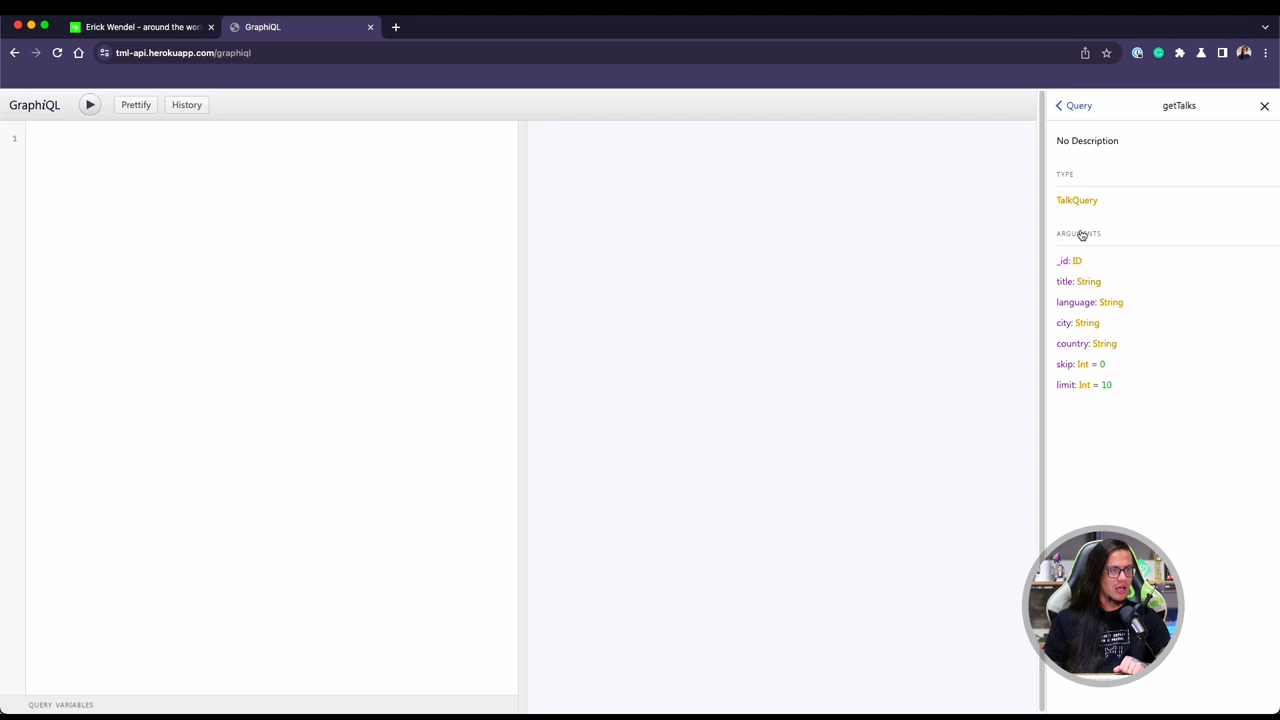 Erick Wendel - around the worl
GraphiQL
tml-api.herokuapp.com/graphiql
GraphiQL
Prettify
History
Query
getTalks
No Description
TYPE
TalkQuery
ARGUMENTS
_id: ID
title: String
language: String
city: String
country: String
skip: Int = 0
limit: Int = 10
1
QUERY VARIABLES